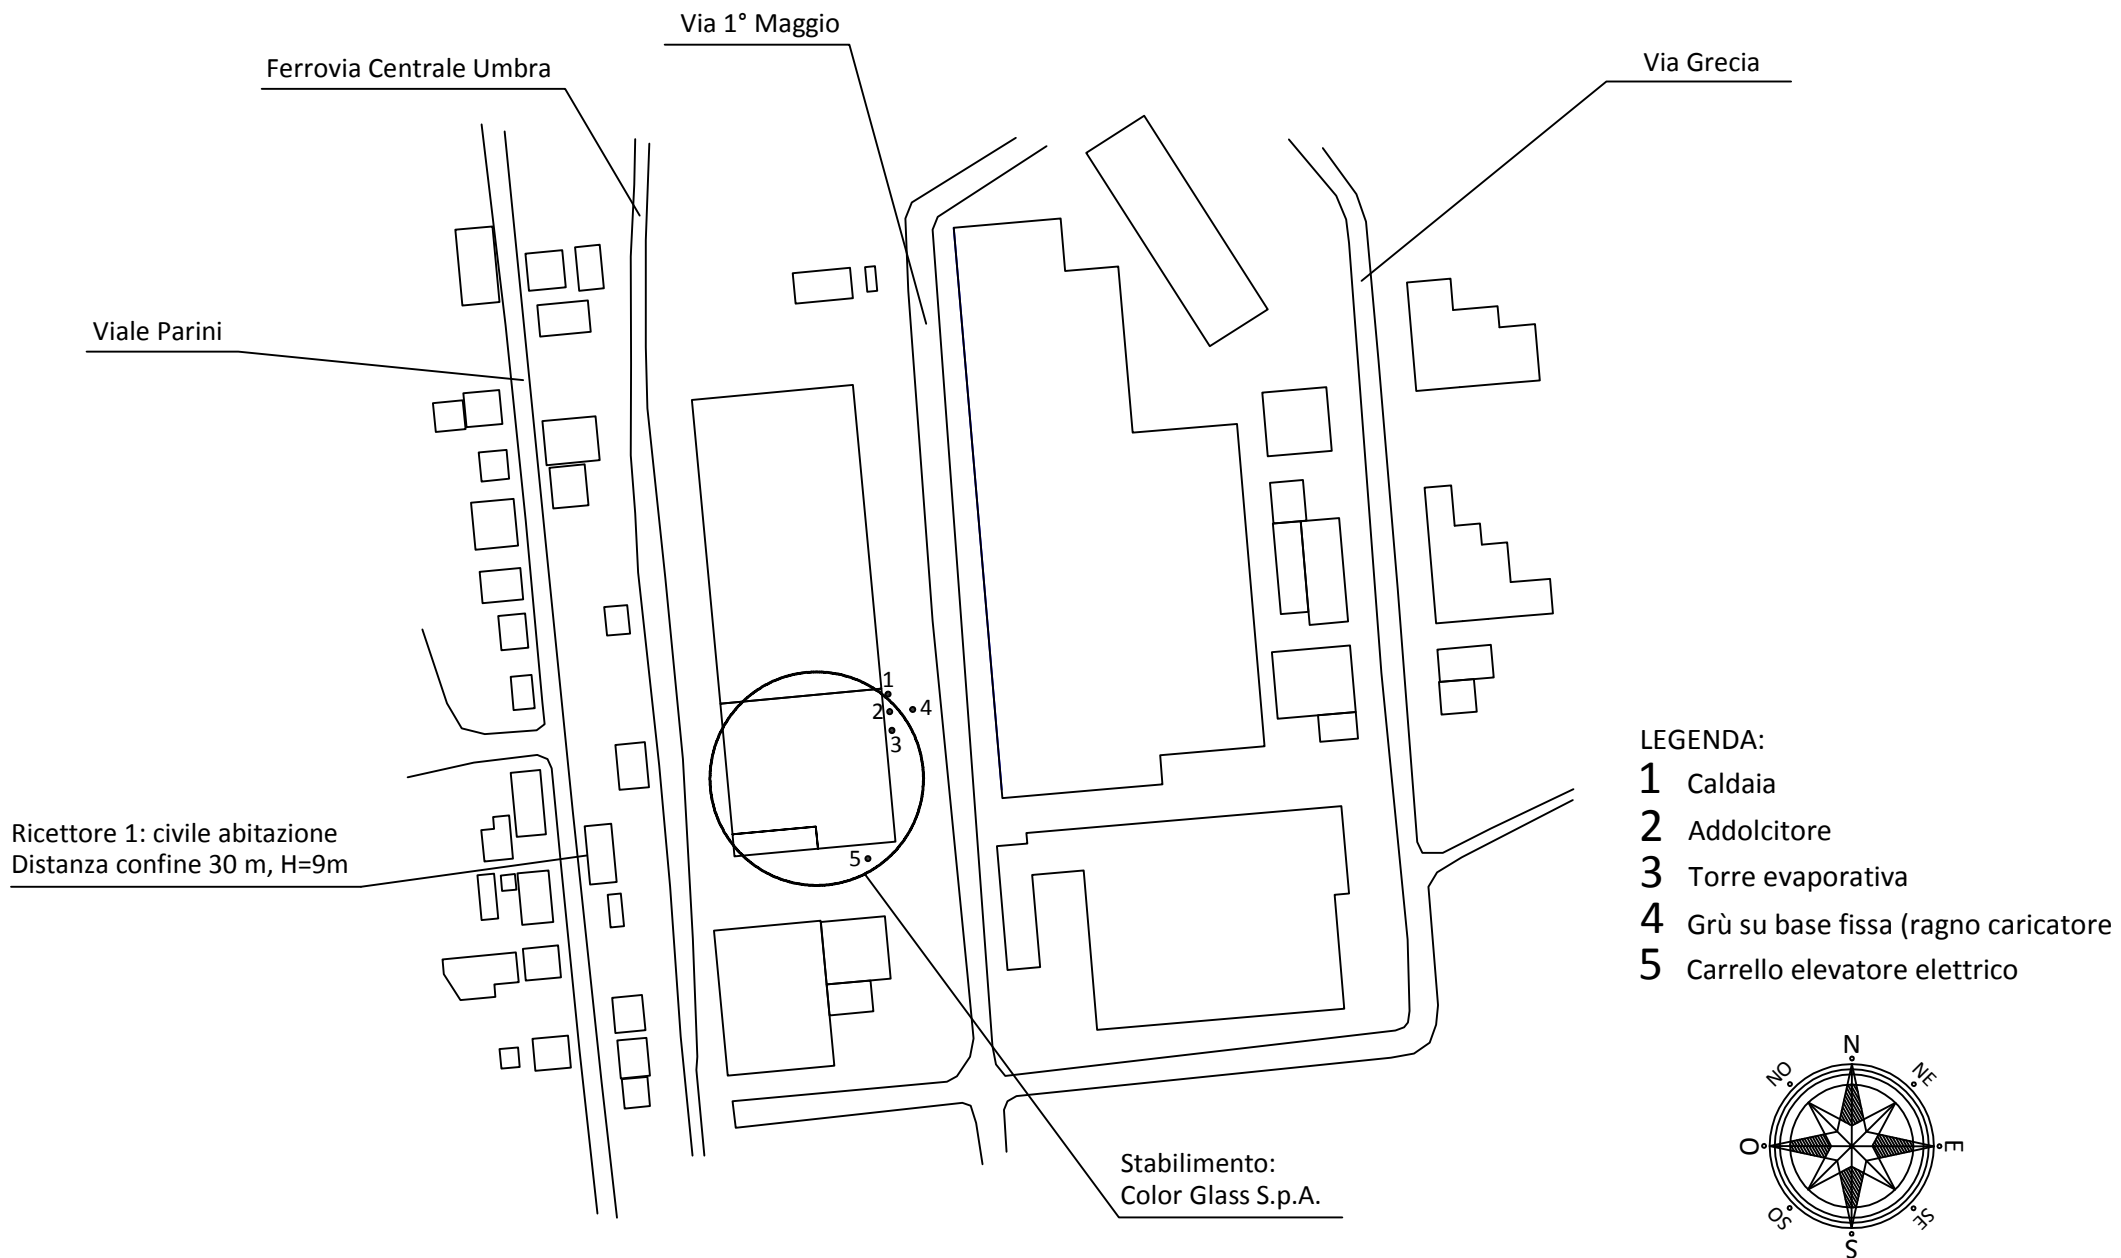 Via 1° Maggio
Ferrovia Centrale Umbra
Via Grecia
Viale Parini
1
2
4
3
5
Ricettore 1: civile abitazione
Distanza confine 30 m, H=9m
LEGENDA:
1 Caldaia
2 Addolcitore
3 Torre evaporativa
4 Grù su base fissa (ragno caricatore
5 Carrello elevatore elettrico
Stabilimento:
Color Glass S.p.A.
N
NO
NE
O
E
SO
SE
S